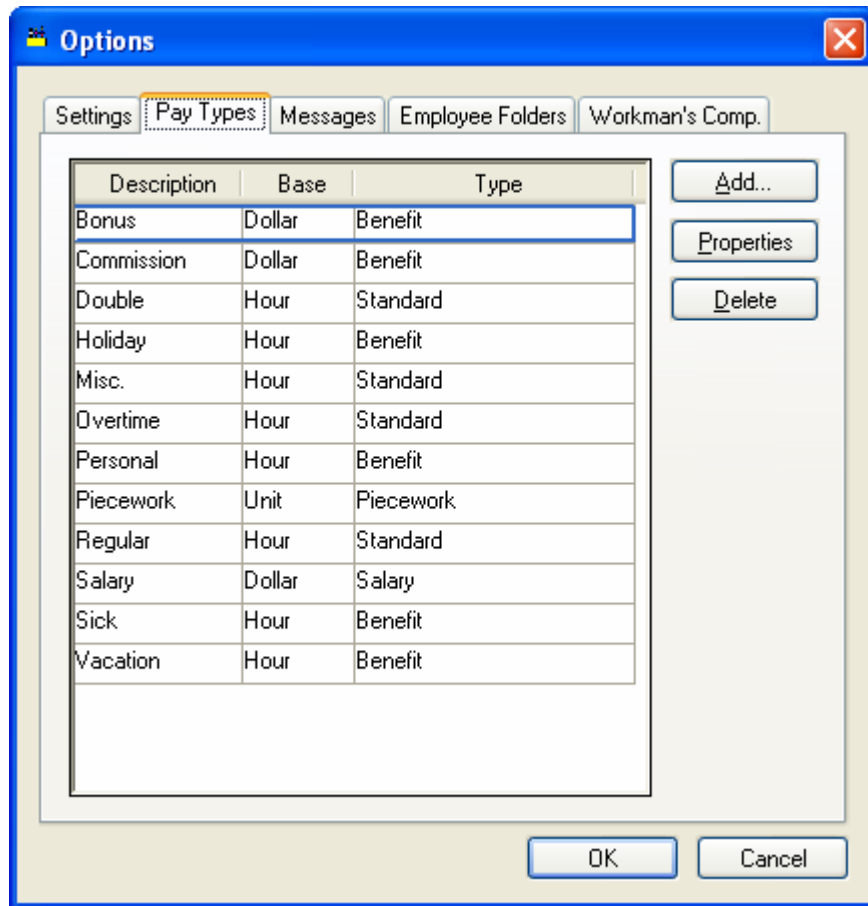 Options
Settings Pay Types Messages Employee Folders Workman's Comp.
Description Base Type
Add...
Bonus Dollar Benefit
Properties
Commission Dollar Benefit
Delete
Double Hour Standard
Holiday Hour Benefit
Misc. Hour Standard
Overtime Hour Standard
Personal Hour Benefit
Piecework Unit Piecework
Regular Hour Standard
Salary Dollar Salary
Sick Hour Benefit
Vacation Hour Benefit
OK Cancel